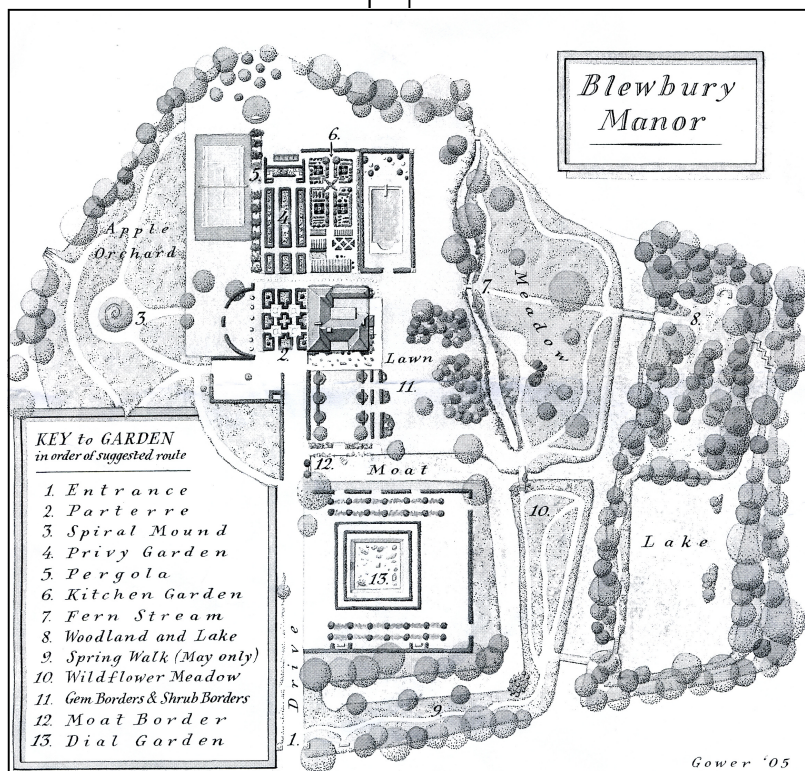 Blewbury
Manor
6.
5.
4.
Apple
Orchard
3.
2.
7.
Meadow
8.
Lawn
11.
12.
Moat
10.
Lake
13.
Drive
9.
1.
KEY to GARDEN
in order of suggested route
1. Entrance
2. Parterre
3. Spiral Mound
4. Privy Garden
5. Pergola
6. Kitchen Garden
7. Fern Stream
8. Woodland and Lake
9. Spring Walk (May only)
10. Wildflower Meadow
11. Gem Borders & Shrub Borders
12. Moat Border
13. Dial Garden
Gower '05